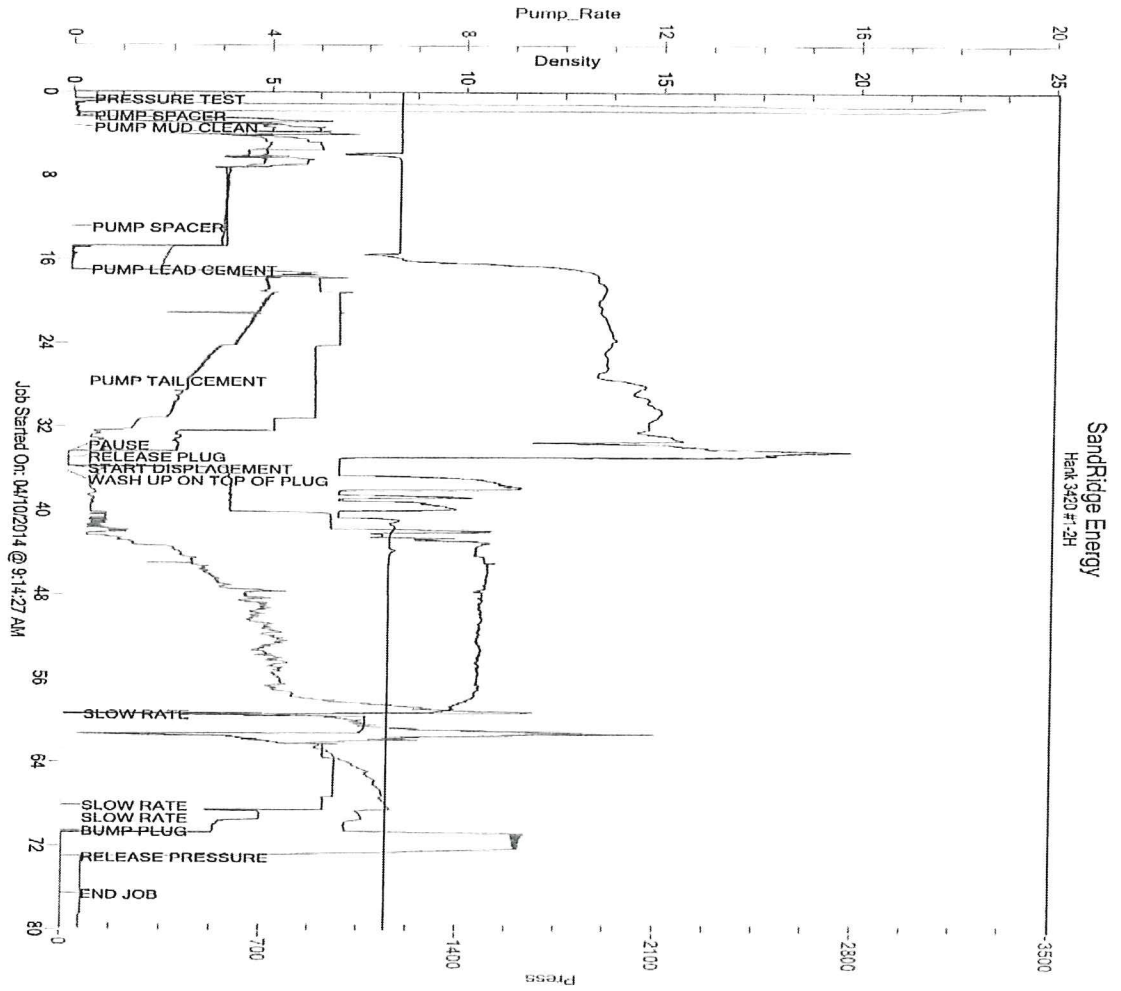 SandRidge Energy
Hank 3420 #1-2H
Pump_Rate
0 4 8 12 16 20
Density
0 5 10 15 20 25
0
PRESSURE TEST
PUMP SPACER
PUMP MUD CLEAN
8
PUMP SPACER
16
PUMP LEAD CEMENT
24
PUMP TAIL CEMENT
32
PAUSE
RELEASE PLUG
START DISPLACEMENT
WASH UP ON TOP OF PLUG
40
48
56
SLOW RATE
64
SLOW RATE
SLOW RATE
BUMP PLUG
72
RELEASE PRESSURE
END JOB
80
0 700 1400 2100 2800 3500
Press
Job Started On: 04/10/2014 @ 9:14:27 AM